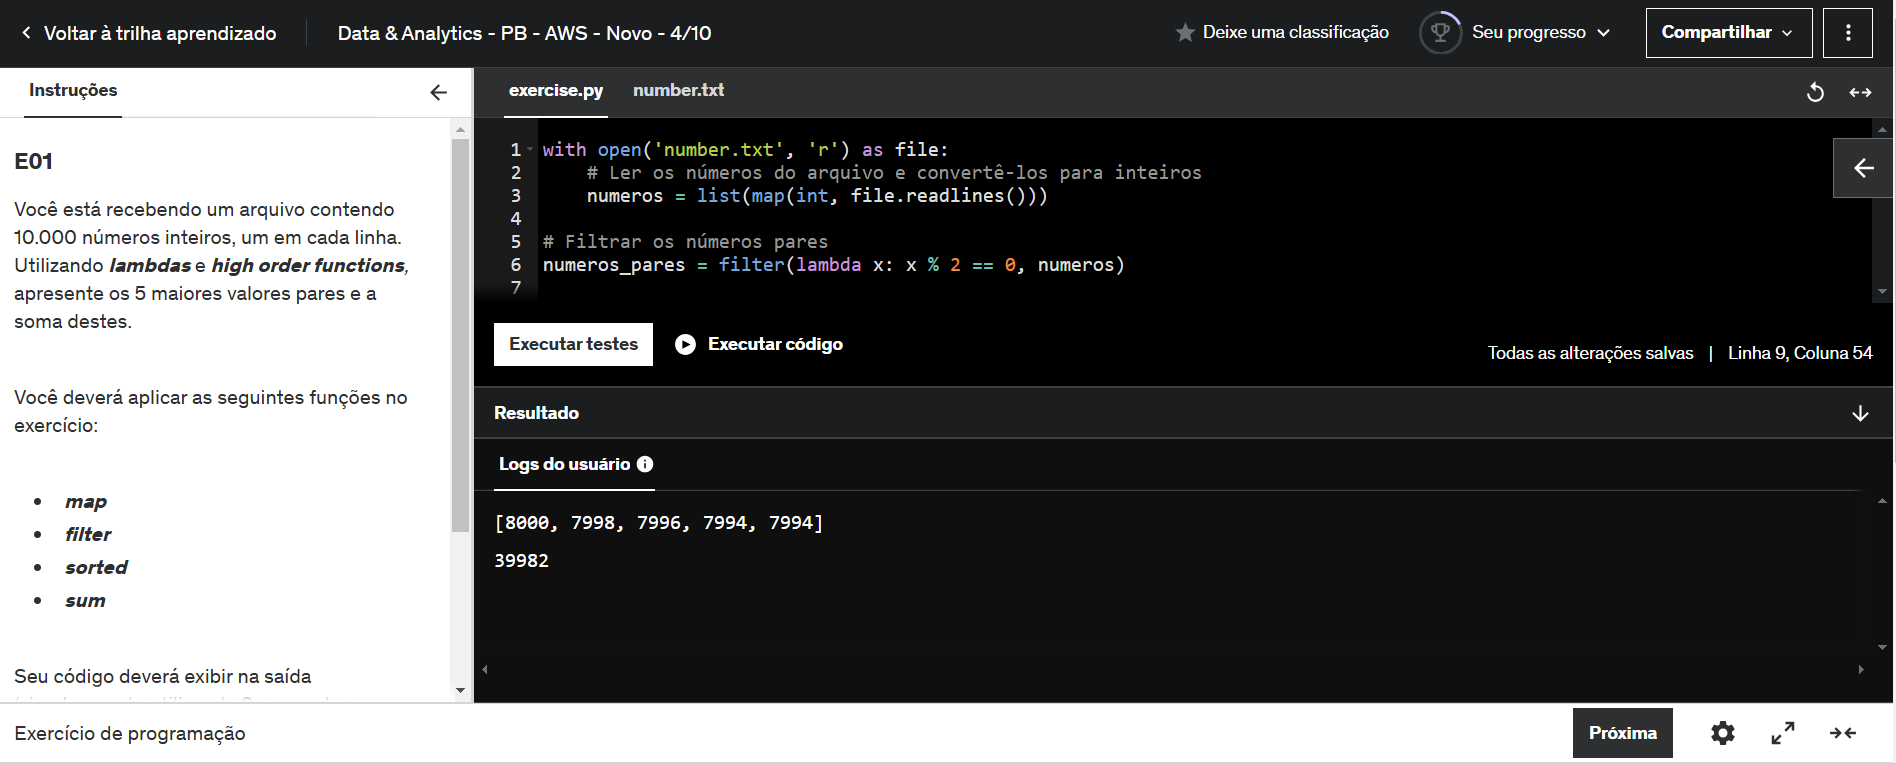 Voltar à trilha aprendizado
Data & Analytics - PB - AWS - Novo - 4/10
Deixe uma classificação
Seu progresso
Compartilhar
Instruções
E01
Você está recebendo um arquivo contendo
10.000 números inteiros, um em cada linha.
Utilizando lambdas e high order functions,
apresente os 5 maiores valores pares e a
soma destes.
Você deverá aplicar as seguintes funções no
exercício:
• map
• filter
• sorted
• sum
Seu código deverá exibir na saída
exercise.py
number.txt
1 with open('number.txt', 'r') as file:
2     # Ler os números do arquivo e convertê-los para inteiros
3     numeros = list(map(int, file.readlines()))
4
5 # Filtrar os números pares
6 numeros_pares = filter(lambda x: x % 2 == 0, numeros)
7
Executar testes
Executar código
Todas as alterações salvas | Linha 9, Coluna 54
Resultado
Logs do usuário
[8000, 7998, 7996, 7994, 7994]
39982
Exercício de programação
Próxima